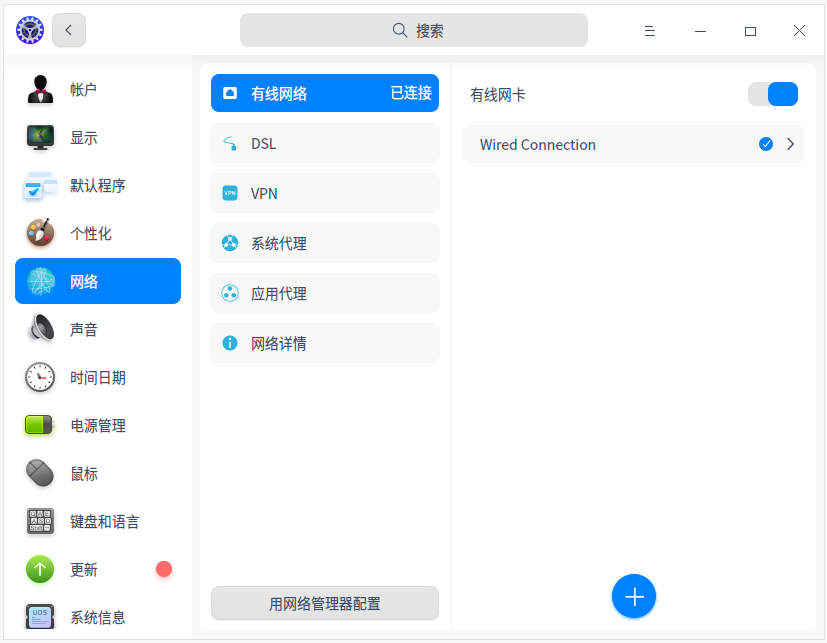 搜索
帐户
显示
默认程序
个性化
网络
声音
时间日期
电源管理
鼠标
键盘和语言
更新
UOS
系统信息
有线网络 已连接
DSL
VPN
VPN
系统代理
应用代理
网络详情
用网络管理器配置
有线网卡
Wired Connection